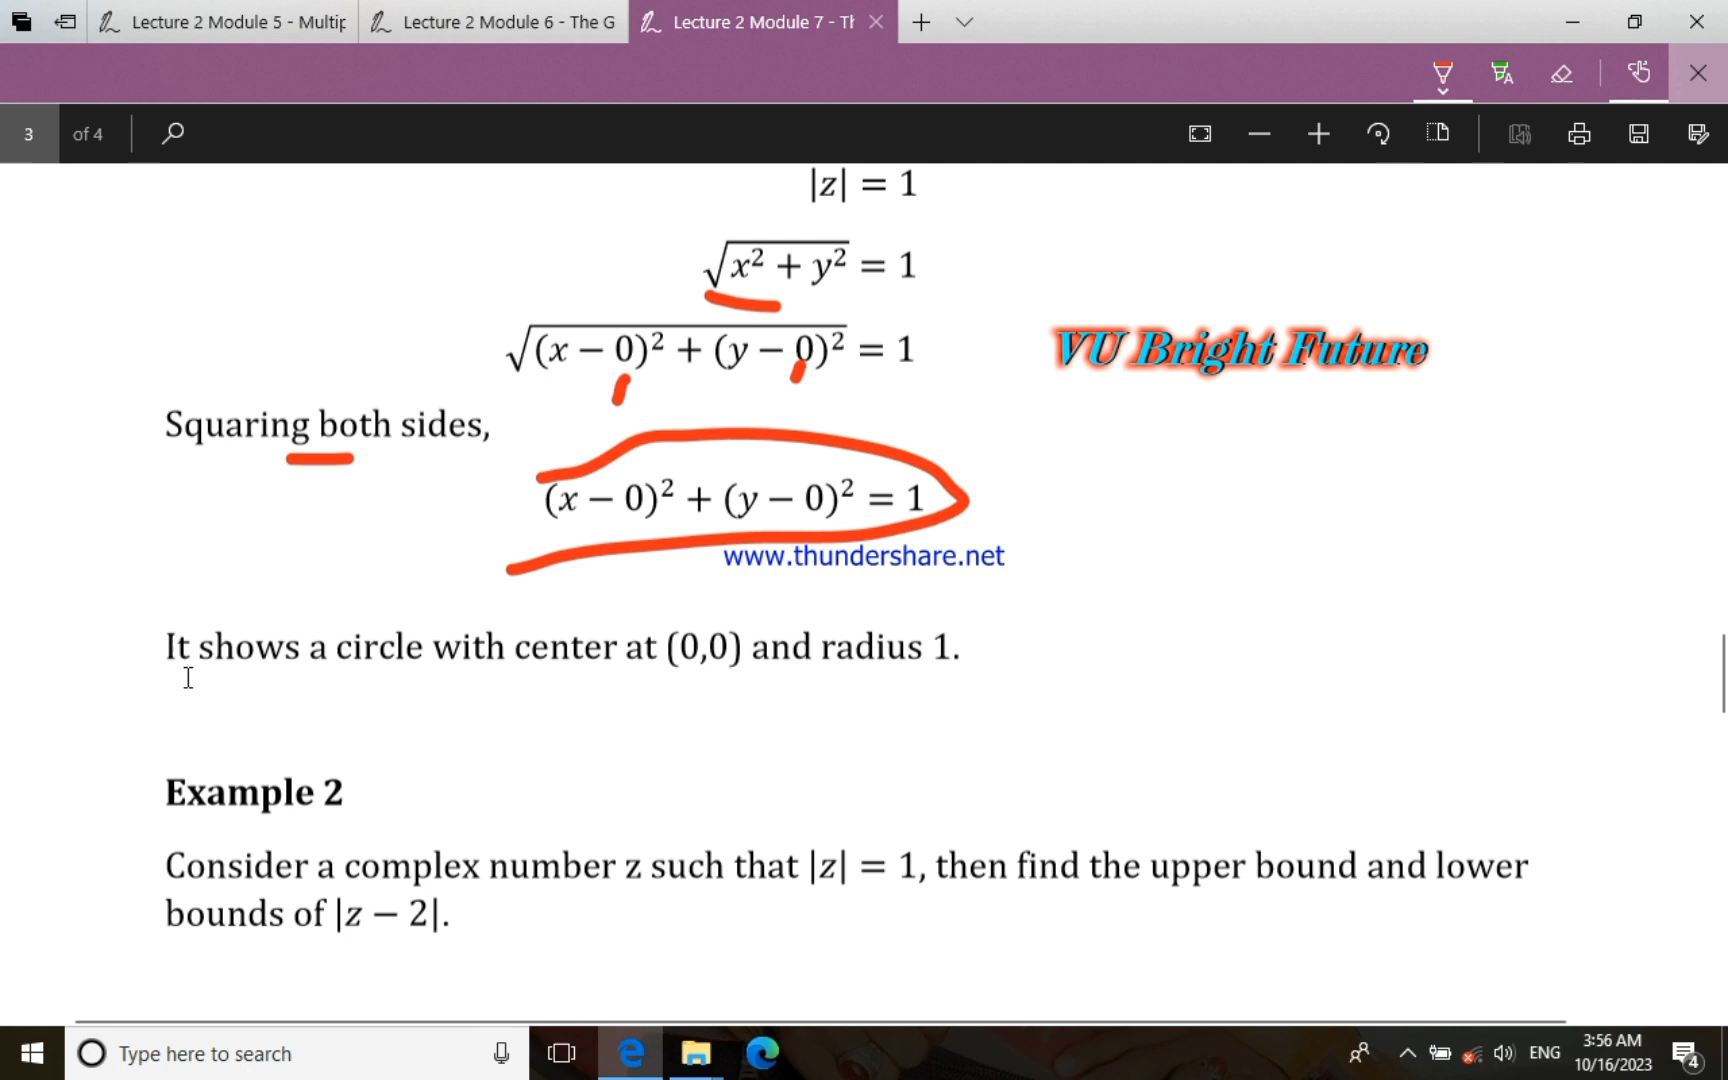 Lecture 2 Module 5 - Multip
Lecture 2 Module 6 - The G
Lecture 2 Module 7 - Th
3 of 4
|z| = 1
√(x² + y²) = 1
√((x − 0)² + (y − 0)²) = 1
VU Bright Future
Squaring both sides,
(x − 0)² + (y − 0)² = 1
www.thundershare.net
It shows a circle with center at (0,0) and radius 1.
Example 2
Consider a complex number z such that |z| = 1, then find the upper bound and lower
bounds of |z − 2|.
Type here to search
ENG
3:56 AM
10/16/2023
4